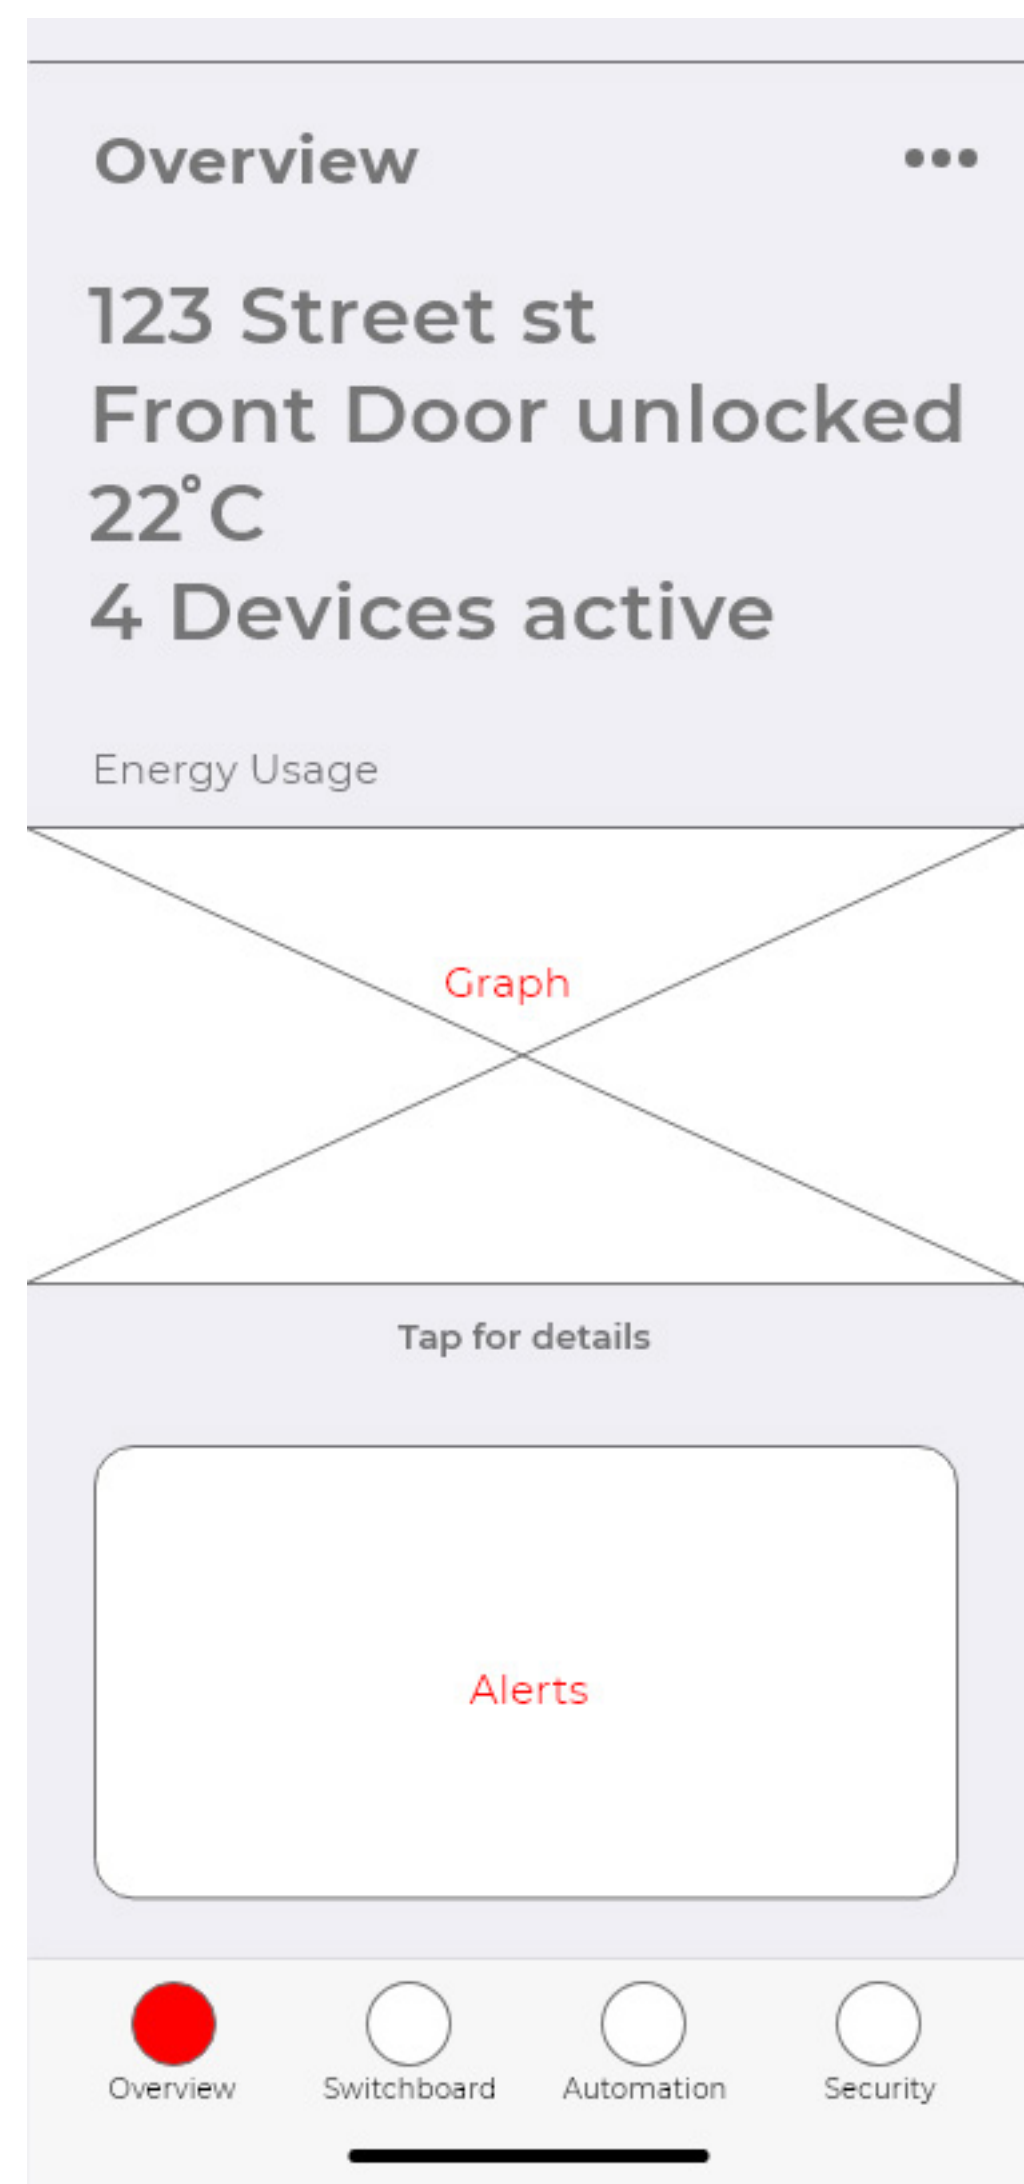 Overview
•••
123 Street st
Front Door unlocked
22°C
4 Devices active
Energy Usage
Graph
Tap for details
Alerts
Overview
Switchboard
Automation
Security